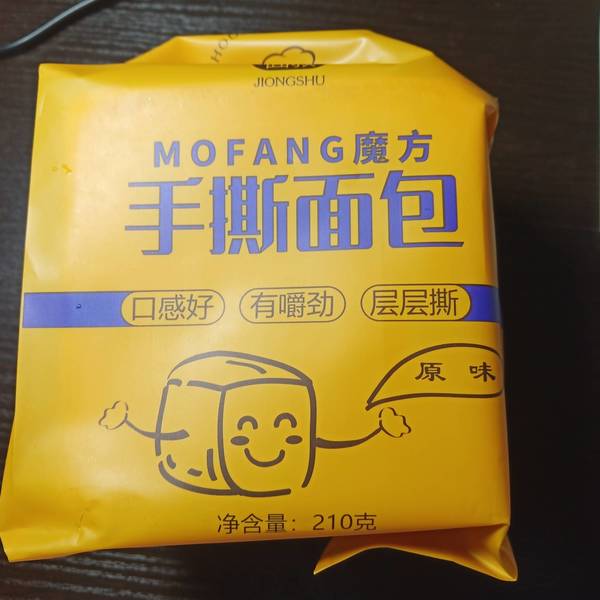 JIONGSHU
MOFANG魔方
手撕面包
口感好 有嚼劲 层层撕
原 味
净含量：210克